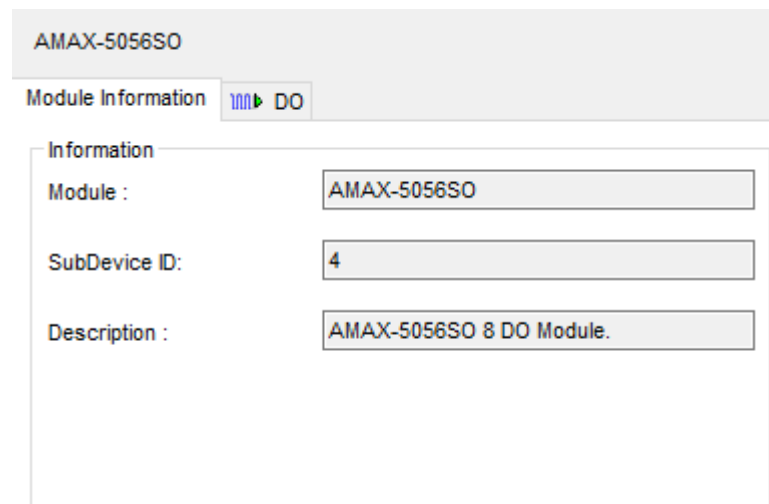 AMAX-5056SO
Module Information DO
Information
Module : AMAX-5056SO
SubDevice ID: 4
Description : AMAX-5056SO 8 DO Module.